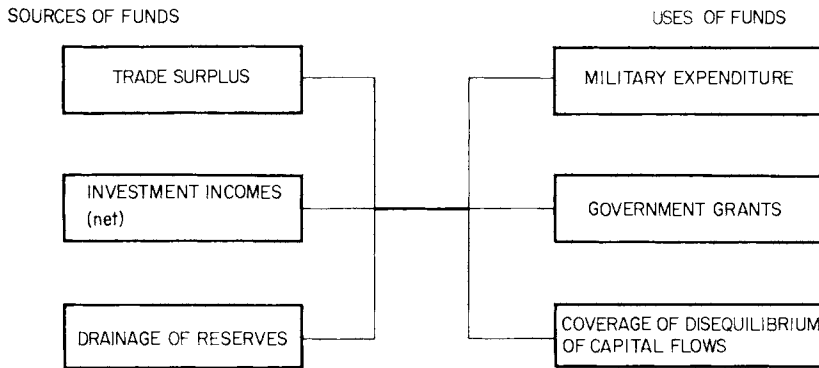 SOURCES OF FUNDS
USES OF FUNDS
TRADE SURPLUS
MILITARY EXPENDITURE
INVESTMENT INCOMES
(net)
GOVERNMENT GRANTS
DRAINAGE OF RESERVES
COVERAGE OF DISEQUILIBRIUM
OF CAPITAL FLOWS